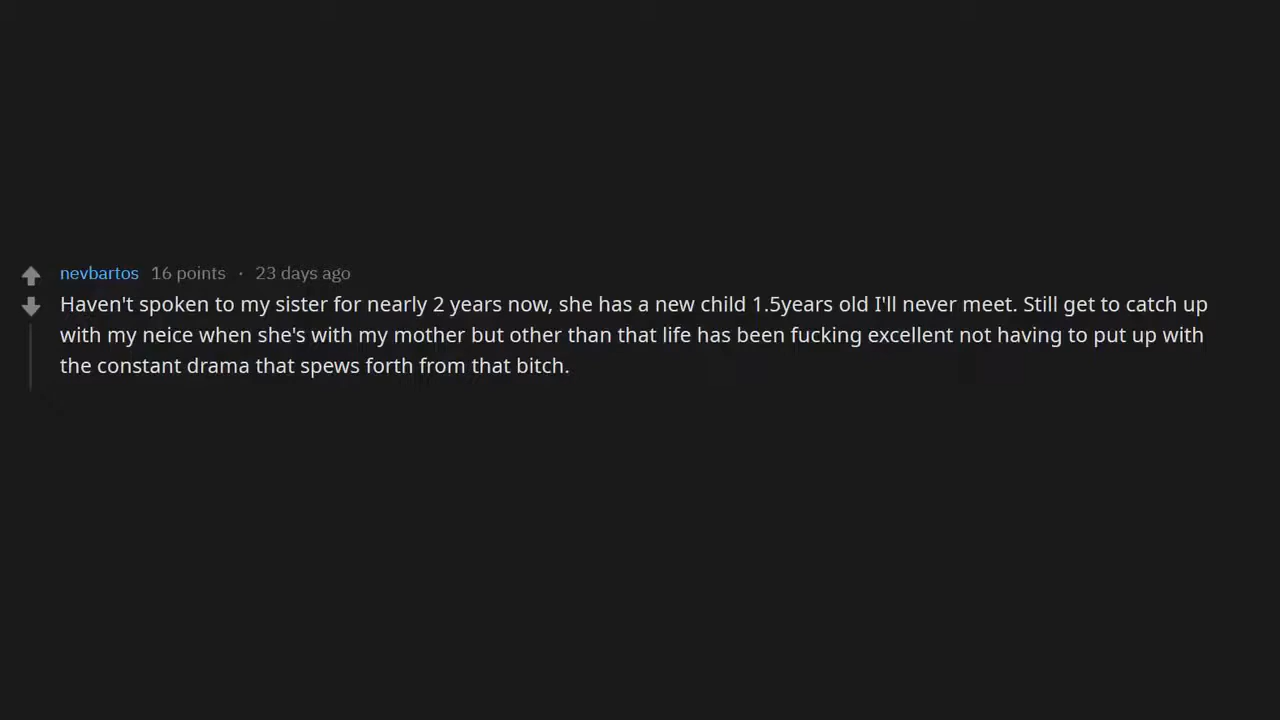 nevbartos 16 points · 23 days ago
Haven't spoken to my sister for nearly 2 years now, she has a new child 1.5years old I'll never meet. Still get to catch up
with my neice when she's with my mother but other than that life has been fucking excellent not having to put up with
the constant drama that spews forth from that bitch.